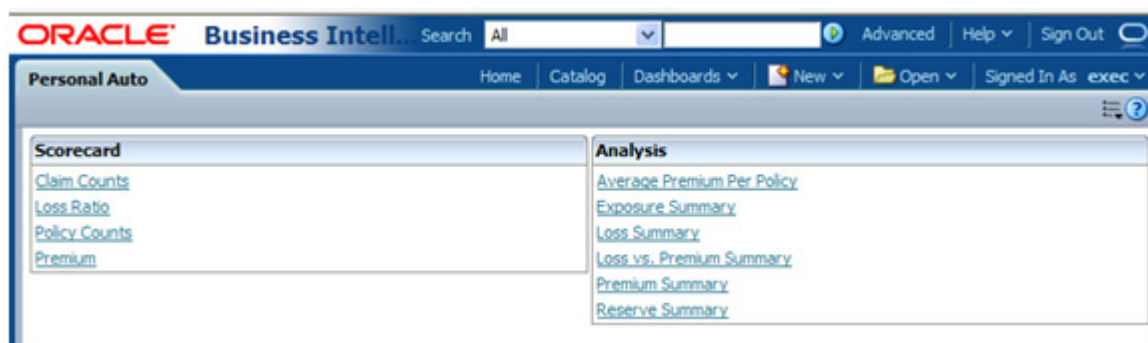 ORACLE Business Intell... Search All Advanced Help Sign Out
Personal Auto Home Catalog Dashboards New Open Signed In As exec
Scorecard
Claim Counts
Loss Ratio
Policy Counts
Premium
Analysis
Average Premium Per Policy
Exposure Summary
Loss Summary
Loss vs. Premium Summary
Premium Summary
Reserve Summary